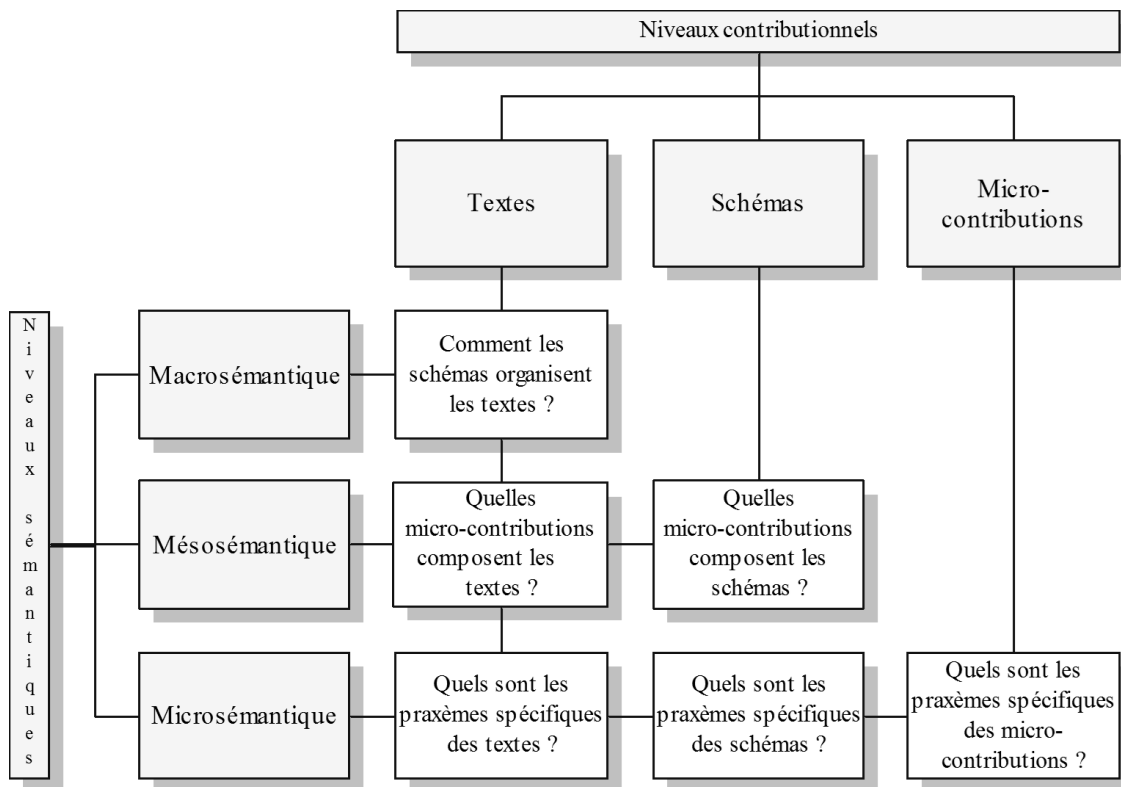 Niveaux contributionnels
Textes
Schémas
Micro-
contributions
Niveaux sémantiques
Macrosémantique
Comment les
schémas organisent
les textes ?
Mésosémantique
Quelles
micro-contributions
composent les
textes ?
Quelles
micro-contributions
composent les
schémas ?
Microsémantique
Quels sont les
praxèmes spécifiques
des textes ?
Quels sont les
praxèmes spécifiques
des schémas ?
Quels sont les
praxèmes spécifiques
des micro-
contributions ?